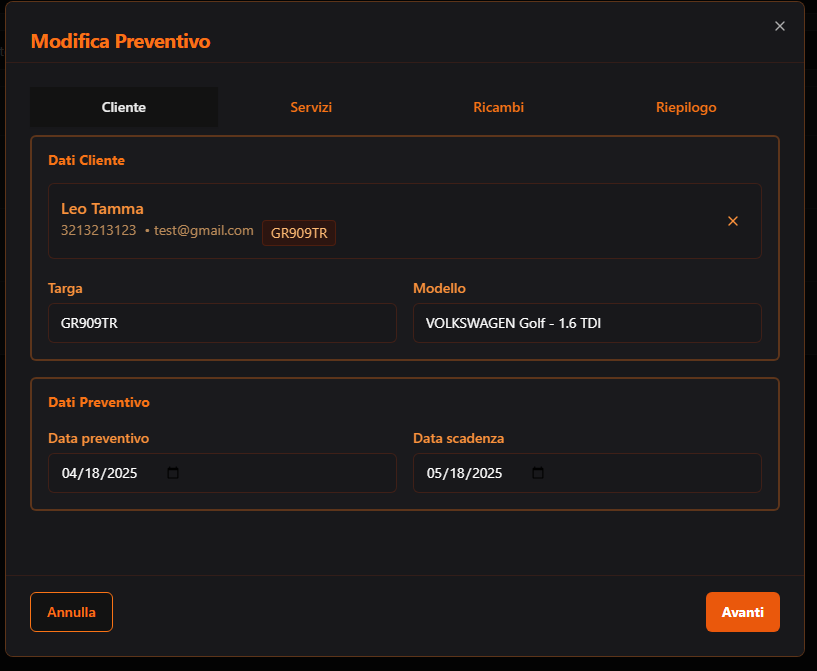 Modifica Preventivo
Cliente Servizi Ricambi Riepilogo
Dati Cliente
Leo Tamma
3213213123 • test@gmail.com GR909TR
Targa Modello
GR909TR VOLKSWAGEN Golf - 1.6 TDI
Dati Preventivo
Data preventivo Data scadenza
04/18/2025 05/18/2025
Annulla Avanti